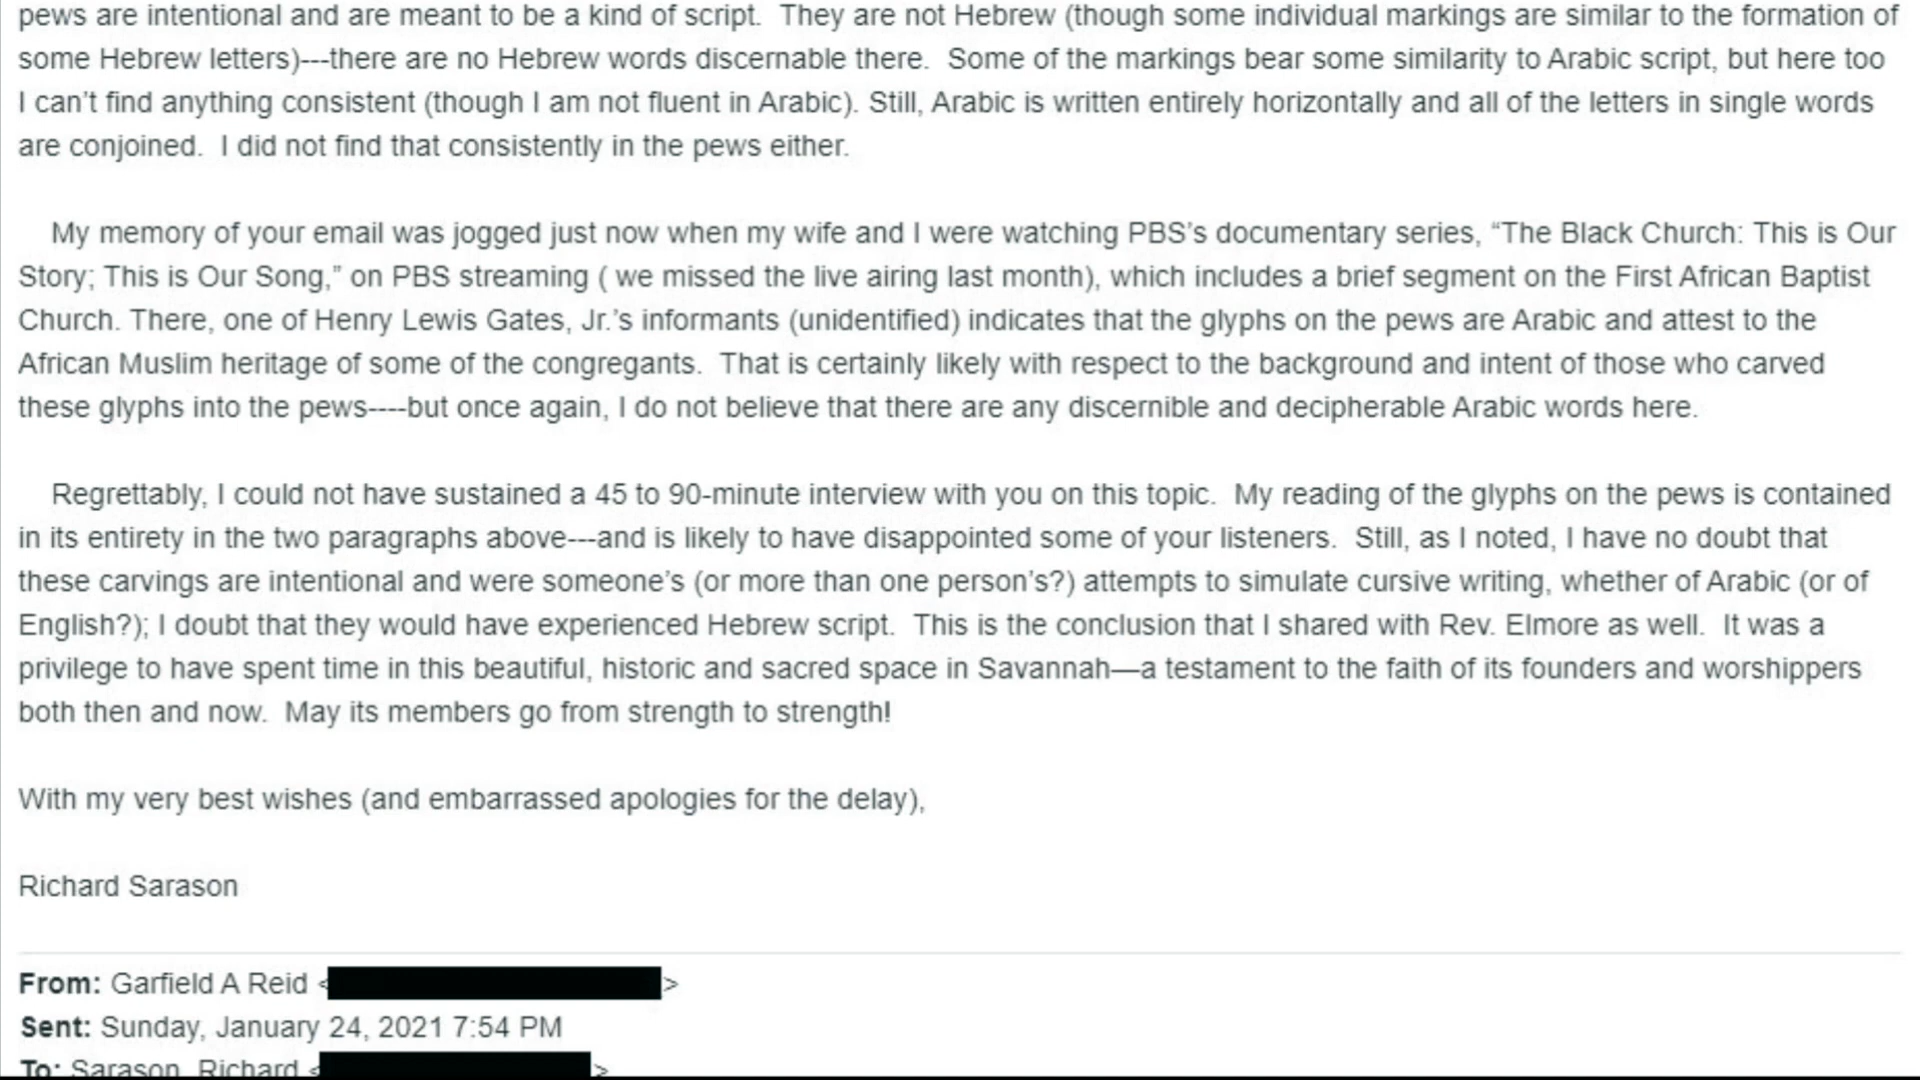 pews are intentional and are meant to be a kind of script.  They are not Hebrew (though some individual markings are similar to the formation of
some Hebrew letters)---there are no Hebrew words discernable there.  Some of the markings bear some similarity to Arabic script, but here too
I can’t find anything consistent (though I am not fluent in Arabic). Still, Arabic is written entirely horizontally and all of the letters in single words
are conjoined.  I did not find that consistently in the pews either.
My memory of your email was jogged just now when my wife and I were watching PBS’s documentary series, “The Black Church: This is Our
Story; This is Our Song,” on PBS streaming ( we missed the live airing last month), which includes a brief segment on the First African Baptist
Church. There, one of Henry Lewis Gates, Jr.’s informants (unidentified) indicates that the glyphs on the pews are Arabic and attest to the
African Muslim heritage of some of the congregants.  That is certainly likely with respect to the background and intent of those who carved
these glyphs into the pews----but once again, I do not believe that there are any discernible and decipherable Arabic words here.
Regrettably, I could not have sustained a 45 to 90-minute interview with you on this topic.  My reading of the glyphs on the pews is contained
in its entirety in the two paragraphs above---and is likely to have disappointed some of your listeners.  Still, as I noted, I have no doubt that
these carvings are intentional and were someone’s (or more than one person’s?) attempts to simulate cursive writing, whether of Arabic (or of
English?); I doubt that they would have experienced Hebrew script.  This is the conclusion that I shared with Rev. Elmore as well.  It was a
privilege to have spent time in this beautiful, historic and sacred space in Savannah—a testament to the faith of its founders and worshippers
both then and now.  May its members go from strength to strength!
With my very best wishes (and embarrassed apologies for the delay),
Richard Sarason
From: Garfield A Reid < >
Sent: Sunday, January 24, 2021 7:54 PM
To: Sarason, Richard < >